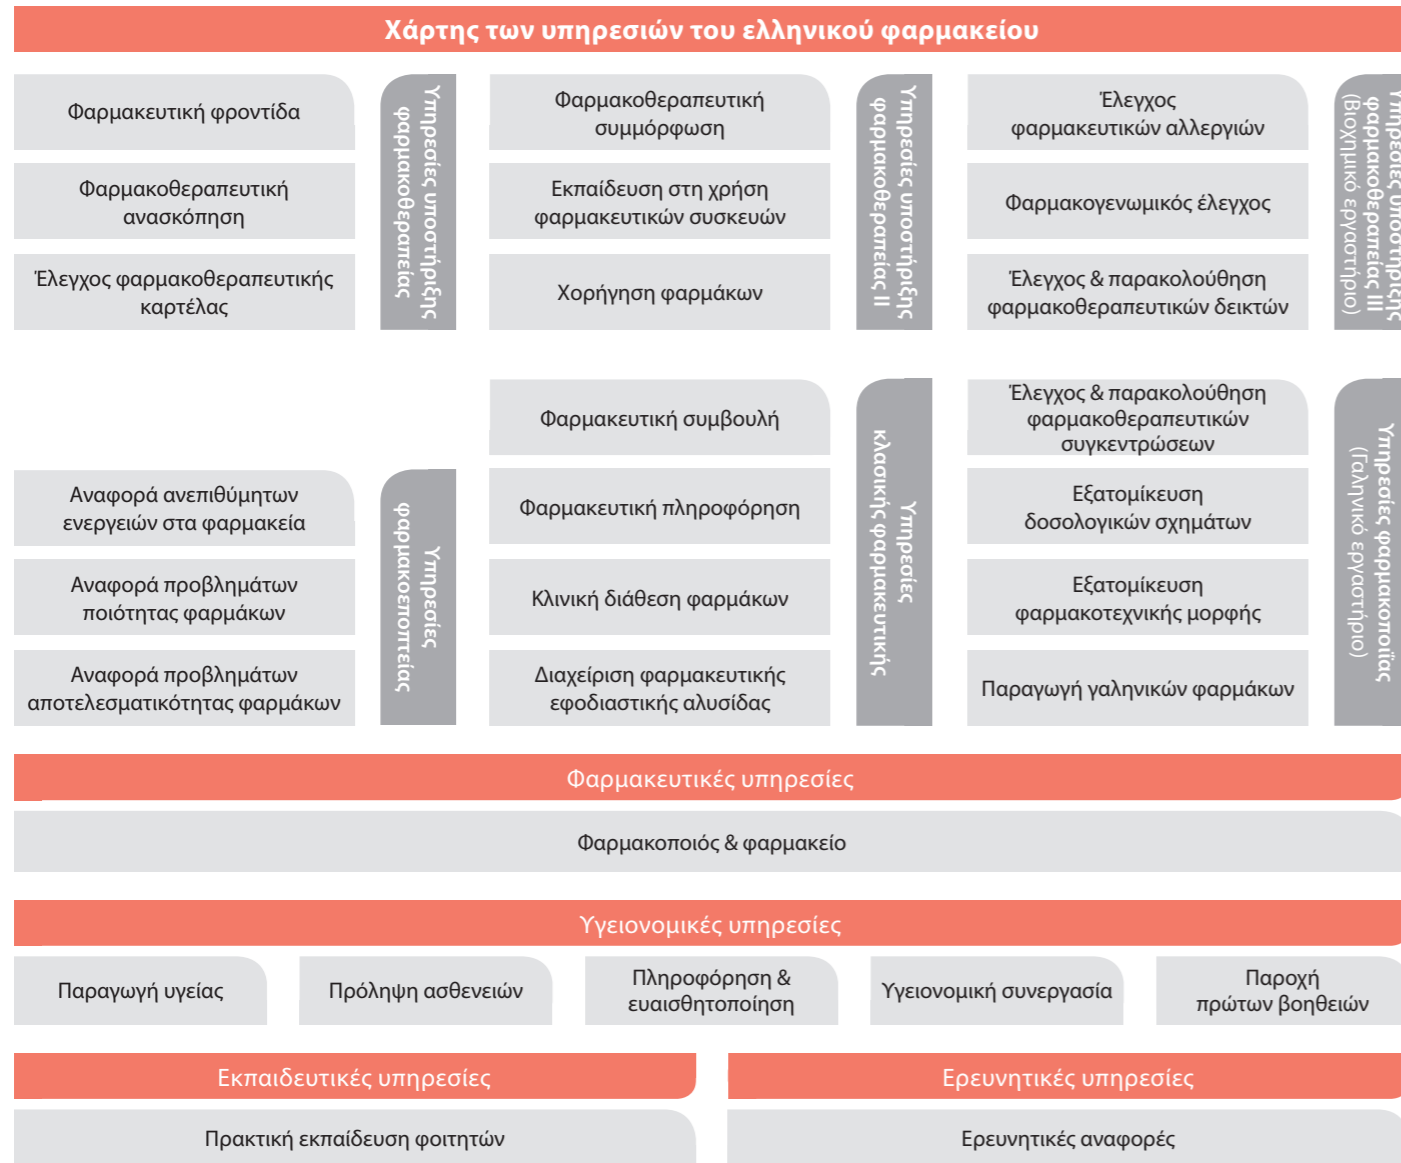 Χάρτης των υπηρεσιών του ελληνικού φαρμακείου
Φαρμακευτική φροντίδα
Φαρμακοθεραπευτική
ανασκόπηση
Έλεγχος φαρμακοθεραπευτικής
καρτέλας
Υπηρεσίες υποστήριξης
φαρμακοθεραπείας
Φαρμακοθεραπευτική
συμμόρφωση
Εκπαίδευση στη χρήση
φαρμακευτικών συσκευών
Χορήγηση φαρμάκων
Υπηρεσίες υποστήριξης
φαρμακοθεραπείας ΙΙ
Έλεγχος
φαρμακευτικών αλλεργιών
Φαρμακογενωμικός έλεγχος
Έλεγχος & παρακολούθηση
φαρμακοθεραπευτικών δεικτών
Υπηρεσίες υποστήριξης
φαρμακοθεραπείας ΙΙΙ
(Βιοχημικό εργαστήριο)
Αναφορά ανεπιθύμητων
ενεργειών στα φαρμακεία
Αναφορά προβλημάτων
ποιότητας φαρμάκων
Αναφορά προβλημάτων
αποτελεσματικότητας φαρμάκων
Υπηρεσίες
φαρμακοεποπτείας
Φαρμακευτική συμβουλή
Φαρμακευτική πληροφόρηση
Κλινική διάθεση φαρμάκων
Διαχείριση φαρμακευτικής
εφοδιαστικής αλυσίδας
Υπηρεσίες
κλασικής φαρμακευτικής
Έλεγχος & παρακολούθηση
φαρμακοθεραπευτικών
συγκεντρώσεων
Εξατομίκευση
δοσολογικών σχημάτων
Εξατομίκευση
φαρμακοτεχνικής μορφής
Παραγωγή γαληνικών φαρμάκων
Υπηρεσίες φαρμακοποιΐας
(Γαληνικό εργαστήριο)
Φαρμακευτικές υπηρεσίες
Φαρμακοποιός & φαρμακείο
Υγειονομικές υπηρεσίες
Παραγωγή υγείας
Πρόληψη ασθενειών
Πληροφόρηση &
ευαισθητοποίηση
Υγειονομική συνεργασία
Παροχή
πρώτων βοηθειών
Εκπαιδευτικές υπηρεσίες
Πρακτική εκπαίδευση φοιτητών
Ερευνητικές υπηρεσίες
Ερευνητικές αναφορές